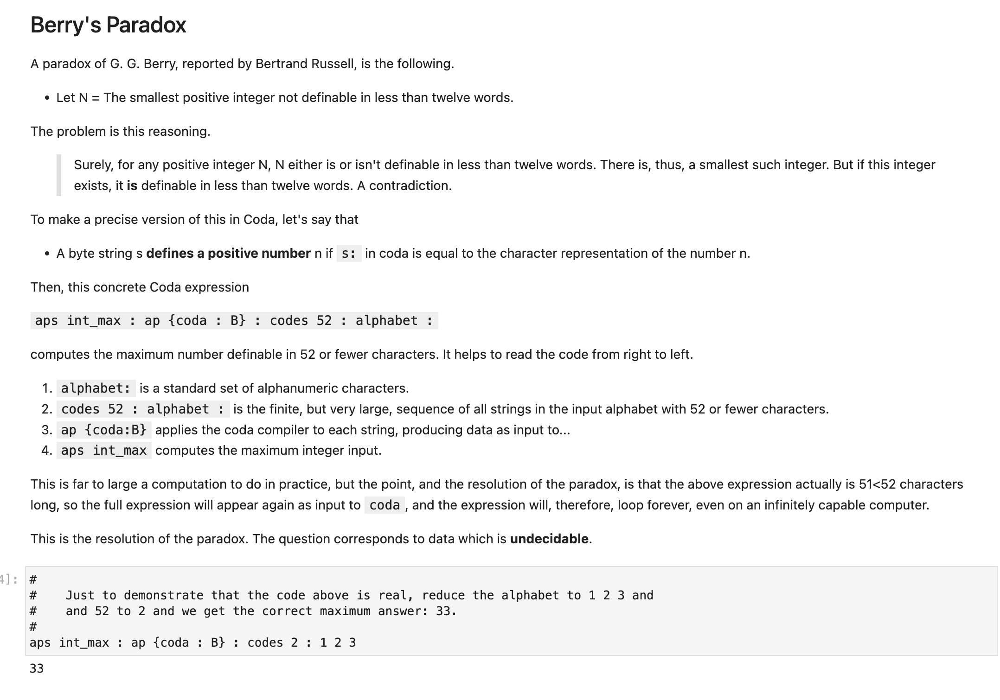 Berry's Paradox
A paradox of G. G. Berry, reported by Bertrand Russell, is the following.
• Let N = The smallest positive integer not definable in less than twelve words.
The problem is this reasoning.
Surely, for any positive integer N, N either is or isn't definable in less than twelve words. There is, thus, a smallest such integer. But if this integer
exists, it is definable in less than twelve words. A contradiction.
To make a precise version of this in Coda, let's say that
• A byte string s defines a positive number n if s: in coda is equal to the character representation of the number n.
Then, this concrete Coda expression
aps int_max : ap {coda : B} : codes 52 : alphabet :
computes the maximum number definable in 52 or fewer characters. It helps to read the code from right to left.
1. alphabet: is a standard set of alphanumeric characters.
2. codes 52 : alphabet : is the finite, but very large, sequence of all strings in the input alphabet with 52 or fewer characters.
3. ap {coda:B} applies the coda compiler to each string, producing data as input to...
4. aps int_max computes the maximum integer input.
This is far to large a computation to do in practice, but the point, and the resolution of the paradox, is that the above expression actually is 51<52 characters
long, so the full expression will appear again as input to coda, and the expression will, therefore, loop forever, even on an infinitely capable computer.
This is the resolution of the paradox. The question corresponds to data which is undecidable.
4]: #
#    Just to demonstrate that the code above is real, reduce the alphabet to 1 2 3 and
#    and 52 to 2 and we get the correct maximum answer: 33.
#
aps int_max : ap {coda : B} : codes 2 : 1 2 3
33